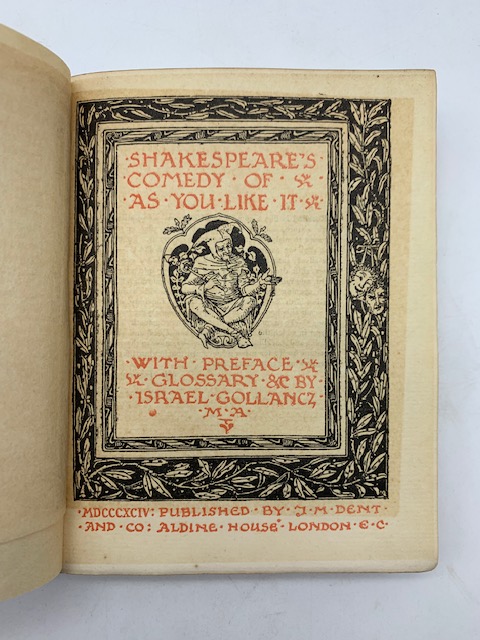 ·SHAKESPEARE'S·
COMEDY·OF·
·AS·YOU·LIKE·IT
·WITH·PREFACE·
·GLOSSARY·&C·BY·
·ISRAEL·GOLLANCZ·
·M·A·
·MDCCCXCIV: PUBLISHED·BY·J·M·DENT·
·AND·CO: ALDINE·HOUSE·LONDON·E·C·